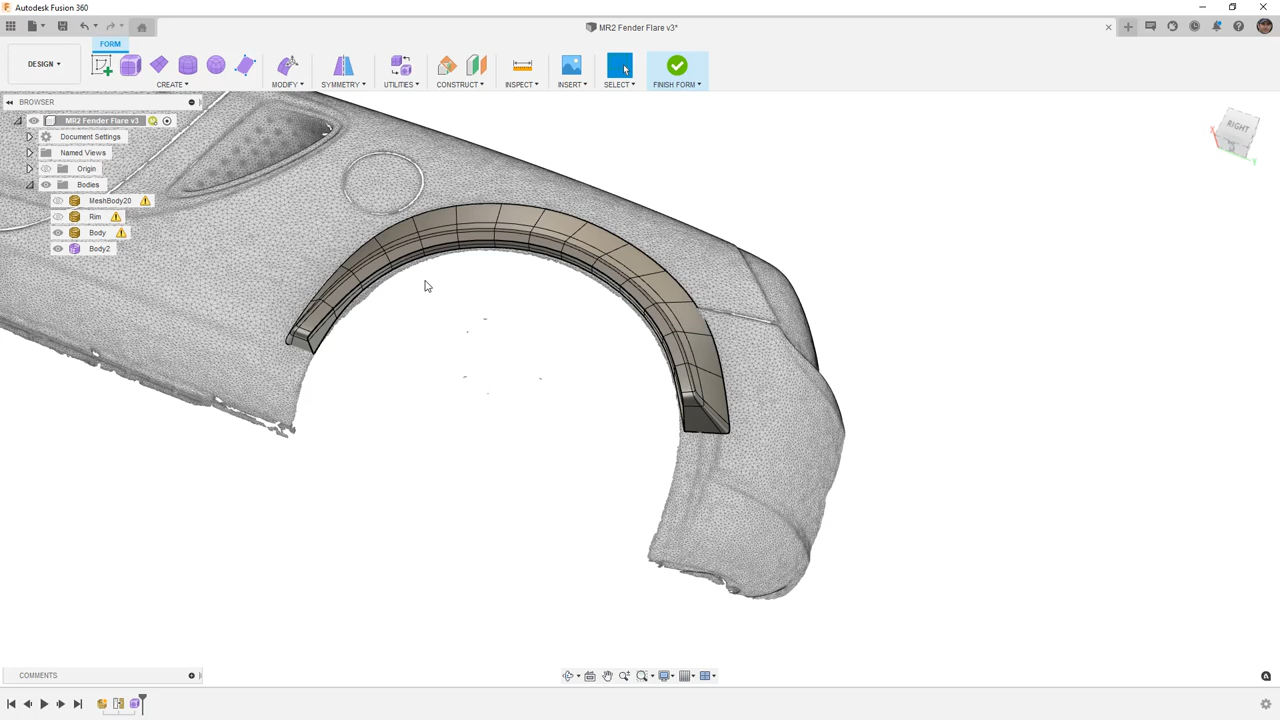 Autodesk Fusion 360
MR2 Fender Flare v3*
FORM
DESIGN
CREATE
MODIFY
SYMMETRY
UTILITIES
CONSTRUCT
INSPECT
INSERT
SELECT
FINISH FORM
BROWSER
MR2 Fender Flare v3
Document Settings
Named Views
Origin
Bodies
MeshBody20
Rim
Body
Body2
RIGHT
COMMENTS